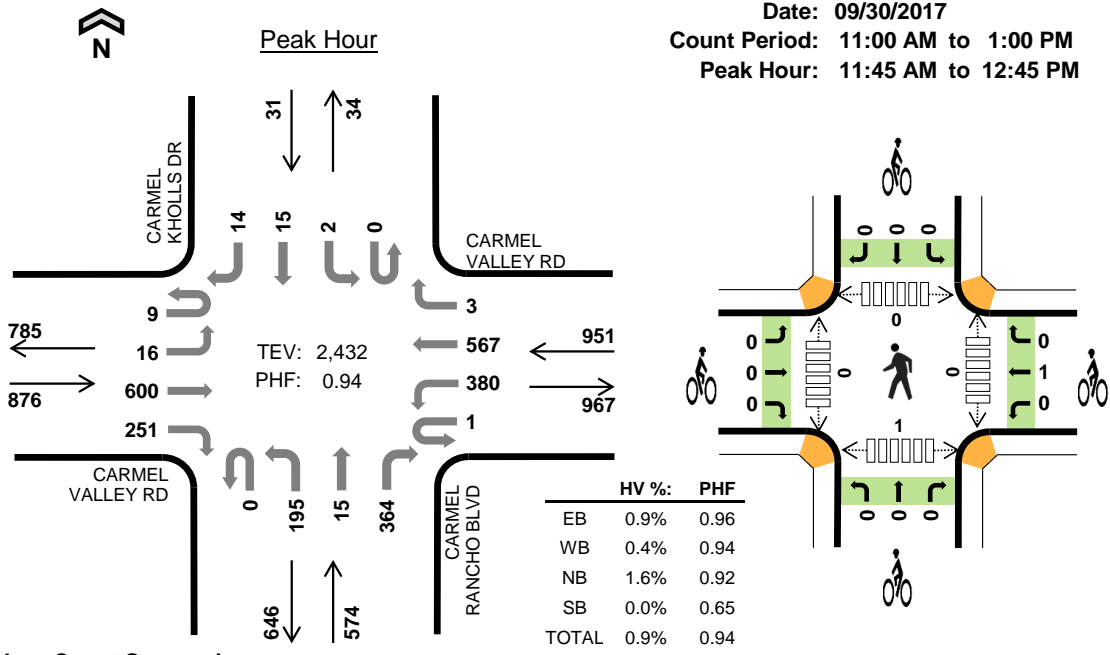 N
Peak Hour
Date: 09/30/2017
Count Period: 11:00 AM to 1:00 PM
Peak Hour: 11:45 AM to 12:45 PM
31
34
CARMEL
KHOLLS DR
14
15
2
0
CARMEL
VALLEY RD
9
3
785
16
TEV: 2,432
567
951
876
600
PHF: 0.94
380
967
251
1
CARMEL
VALLEY RD
0
195
15
364
CARMEL
RANCHO BLVD
646
574
0 0 0
0
0
0
0
0
0
0
0
1
0
1
0 0 0
HV %: PHF
EB 0.9% 0.96
WB 0.4% 0.94
NB 1.6% 0.92
SB 0.0% 0.65
TOTAL 0.9% 0.94